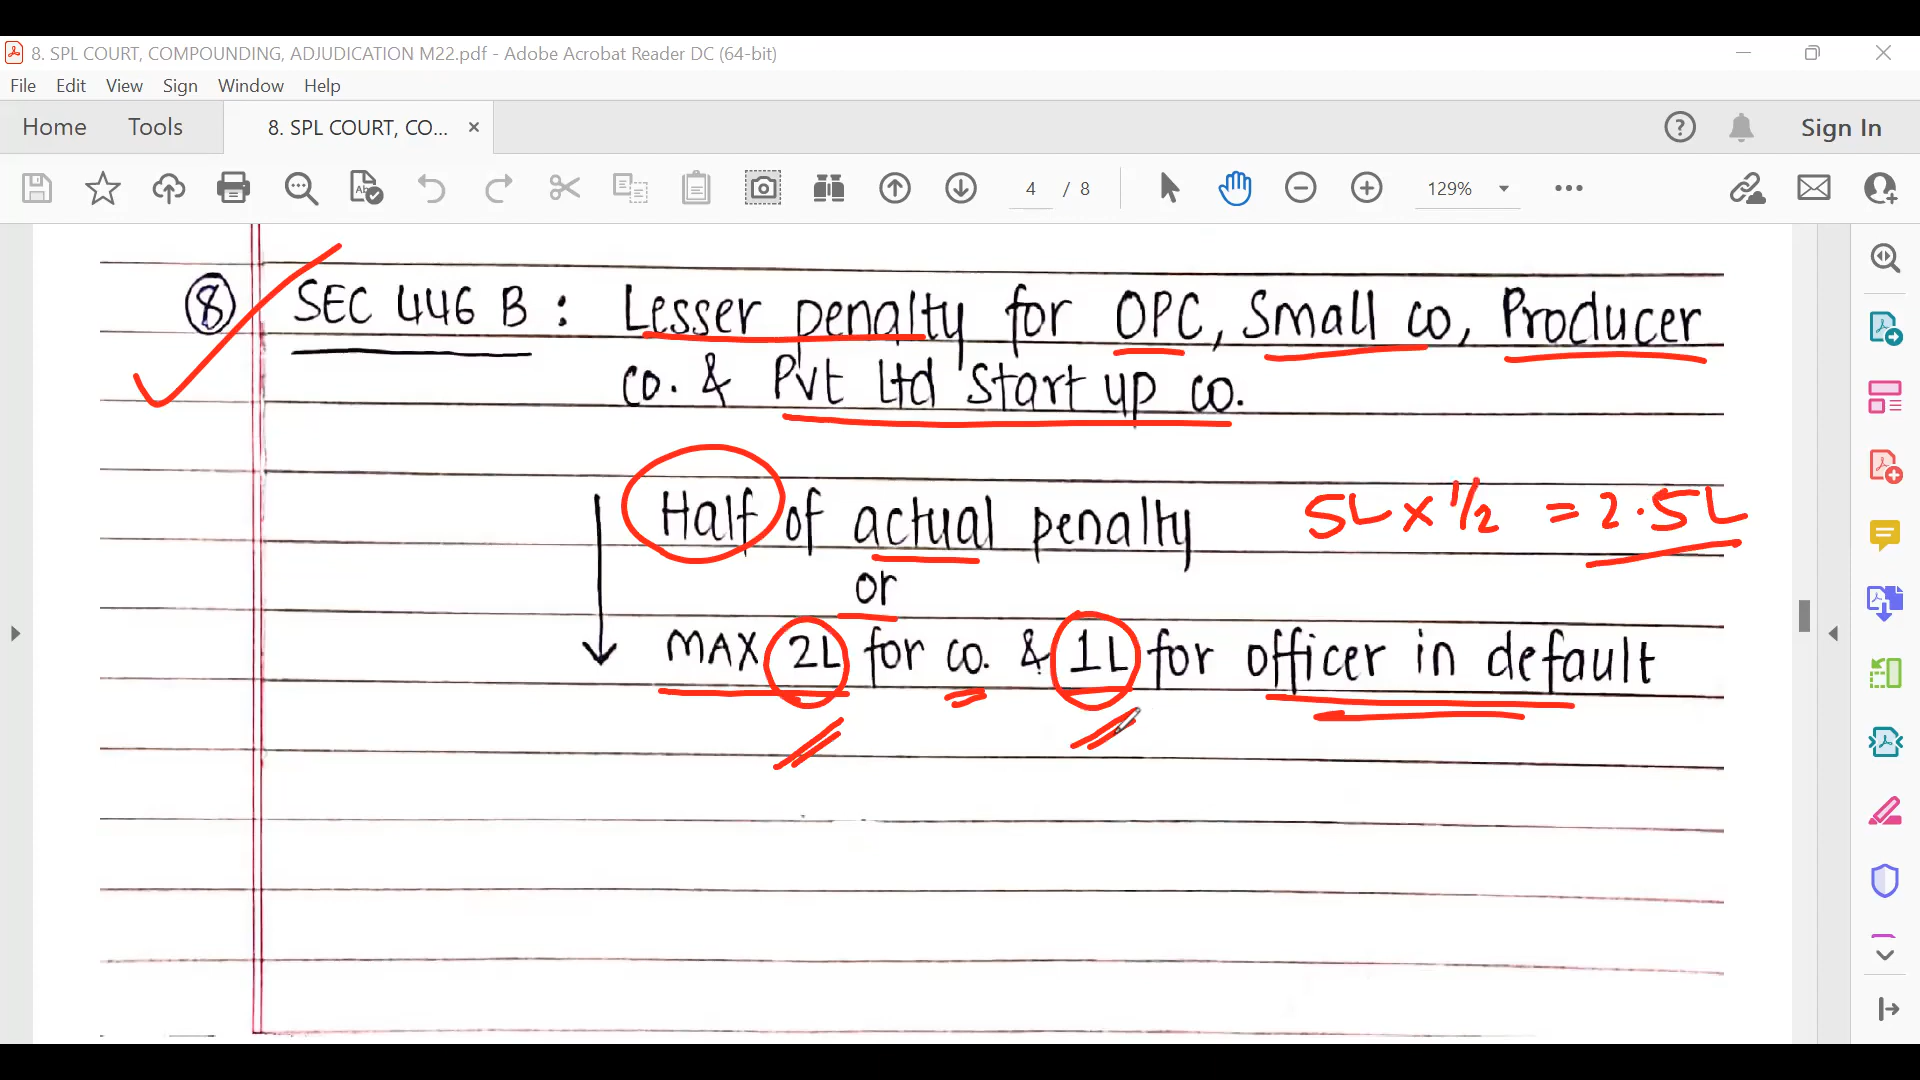 8. SPL COURT, COMPOUNDING, ADJUDICATION M22.pdf - Adobe Acrobat Reader DC (64-bit)
File Edit View Sign Window Help
Home Tools 8. SPL COURT, CO... × Sign In
4 / 8 129%
8 SEC 446 B : Lesser penalty for OPC, Small co, Producer
co. & Pvt Ltd Start up co.
Half of actual penalty 5L x 1/2 = 2.5L
or
MAX 2L for co. & 1L for officer in default